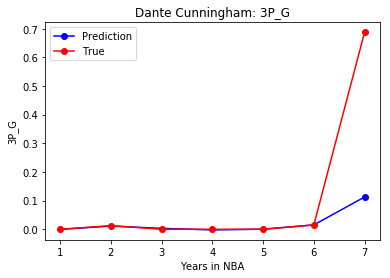 Dante Cunningham: 3P_G
Prediction
True
0.7
0.6
0.5
0.4
0.3
0.2
0.1
0.0
3P_G
1 2 3 4 5 6 7
Years in NBA